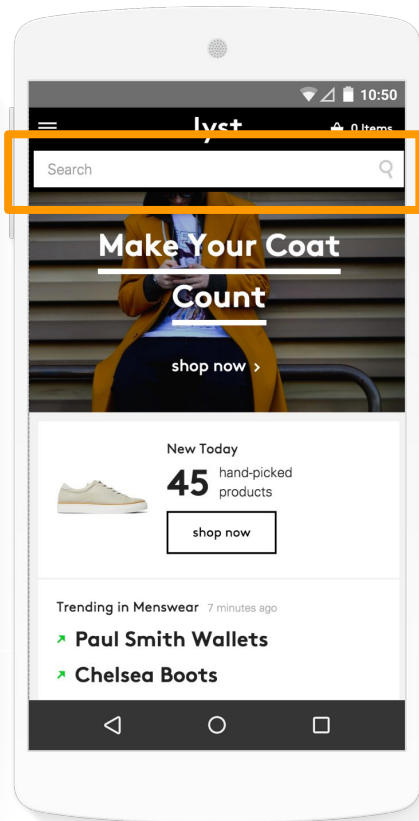 10:50
lyst
0 Items
Search
Make Your Coat
Count
shop now >
New Today
45 hand-picked
products
shop now
Trending in Menswear 7 minutes ago
Paul Smith Wallets
Chelsea Boots